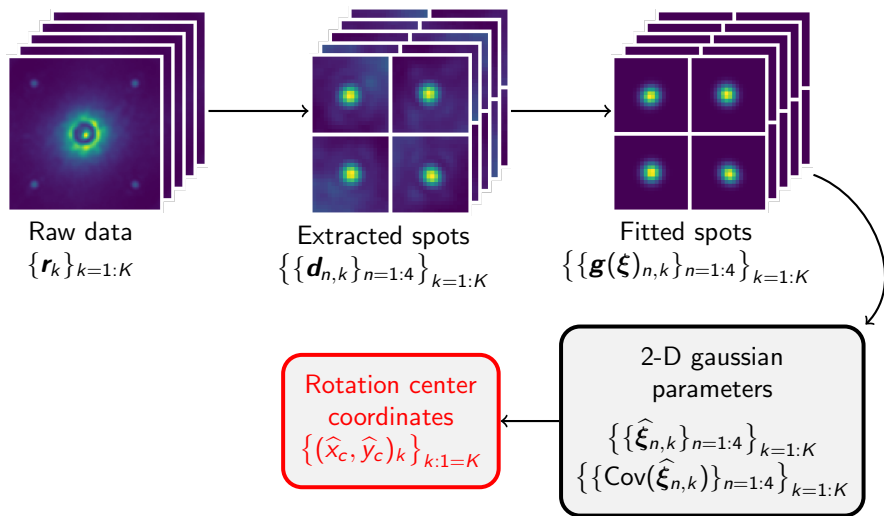 Raw data
{r_k}_{k=1:K}
Extracted spots
{{d_{n,k}}_{n=1:4}}_{k=1:K}
Fitted spots
{{g(ξ)_{n,k}}_{n=1:4}}_{k=1:K}
Rotation center
coordinates
{(x̂_c, ŷ_c)_k}_{k:1=K}
2-D gaussian
parameters
{{ξ̂_{n,k}}_{n=1:4}}_{k=1:K}
{{Cov(ξ̂_{n,k})}_{n=1:4}}_{k=1:K}